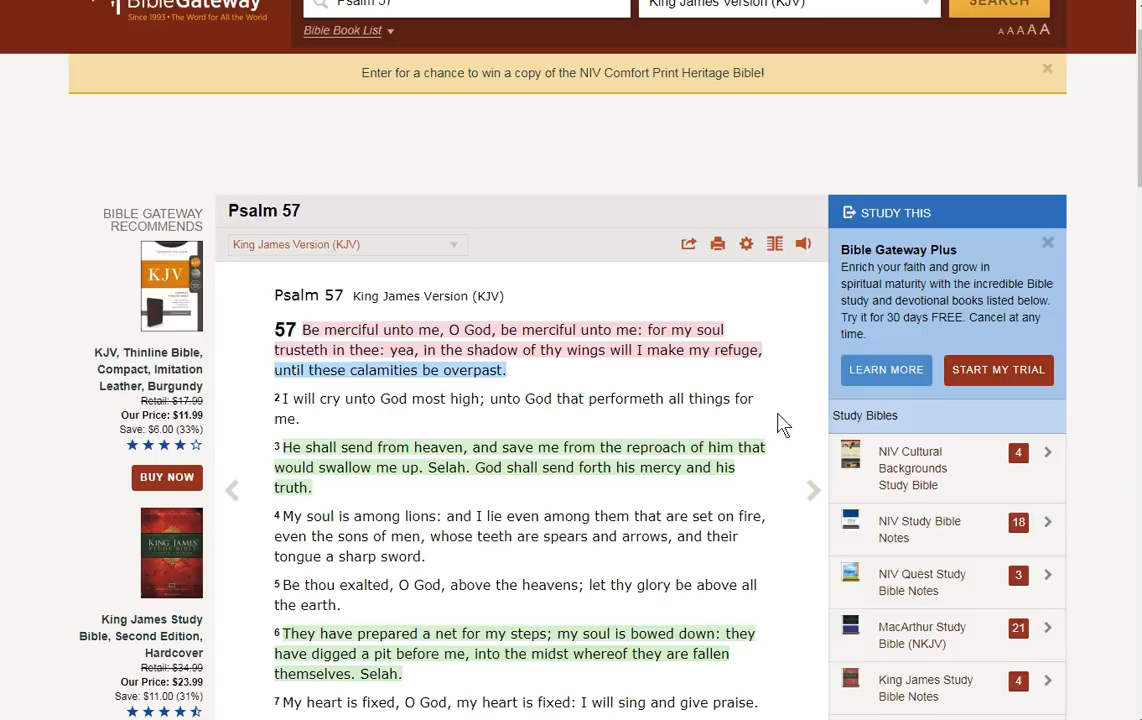 BibleGateway
Since 1993 • The Word for All the World
Psalm 57
King James Version (KJV)
SEARCH
Bible Book List
A A A A A
Enter for a chance to win a copy of the NIV Comfort Print Heritage Bible!
BIBLE GATEWAY
RECOMMENDS
KJV
KJV, Thinline Bible,
Compact, Imitation
Leather, Burgundy
Retail: $17.99
Our Price: $11.99
Save: $6.00 (33%)
BUY NOW
KING JAMES
STUDY BIBLE
King James Study
Bible, Second Edition,
Hardcover
Retail: $34.99
Our Price: $23.99
Save: $11.00 (31%)
Psalm 57
King James Version (KJV)
Psalm 57 King James Version (KJV)
57 Be merciful unto me, O God, be merciful unto me: for my soul
trusteth in thee: yea, in the shadow of thy wings will I make my refuge,
until these calamities be overpast.
2 I will cry unto God most high; unto God that performeth all things for
me.
3 He shall send from heaven, and save me from the reproach of him that
would swallow me up. Selah. God shall send forth his mercy and his
truth.
4 My soul is among lions: and I lie even among them that are set on fire,
even the sons of men, whose teeth are spears and arrows, and their
tongue a sharp sword.
5 Be thou exalted, O God, above the heavens; let thy glory be above all
the earth.
6 They have prepared a net for my steps; my soul is bowed down: they
have digged a pit before me, into the midst whereof they are fallen
themselves. Selah.
7 My heart is fixed, O God, my heart is fixed: I will sing and give praise.
STUDY THIS
Bible Gateway Plus
Enrich your faith and grow in
spiritual maturity with the incredible Bible
study and devotional books listed below.
Try it for 30 days FREE. Cancel at any
time.
LEARN MORE
START MY TRIAL
Study Bibles
NIV Cultural
Backgrounds
Study Bible
4
NIV Study Bible
Notes
18
NIV Quest Study
Bible Notes
3
MacArthur Study
Bible (NKJV)
21
King James Study
Bible Notes
4